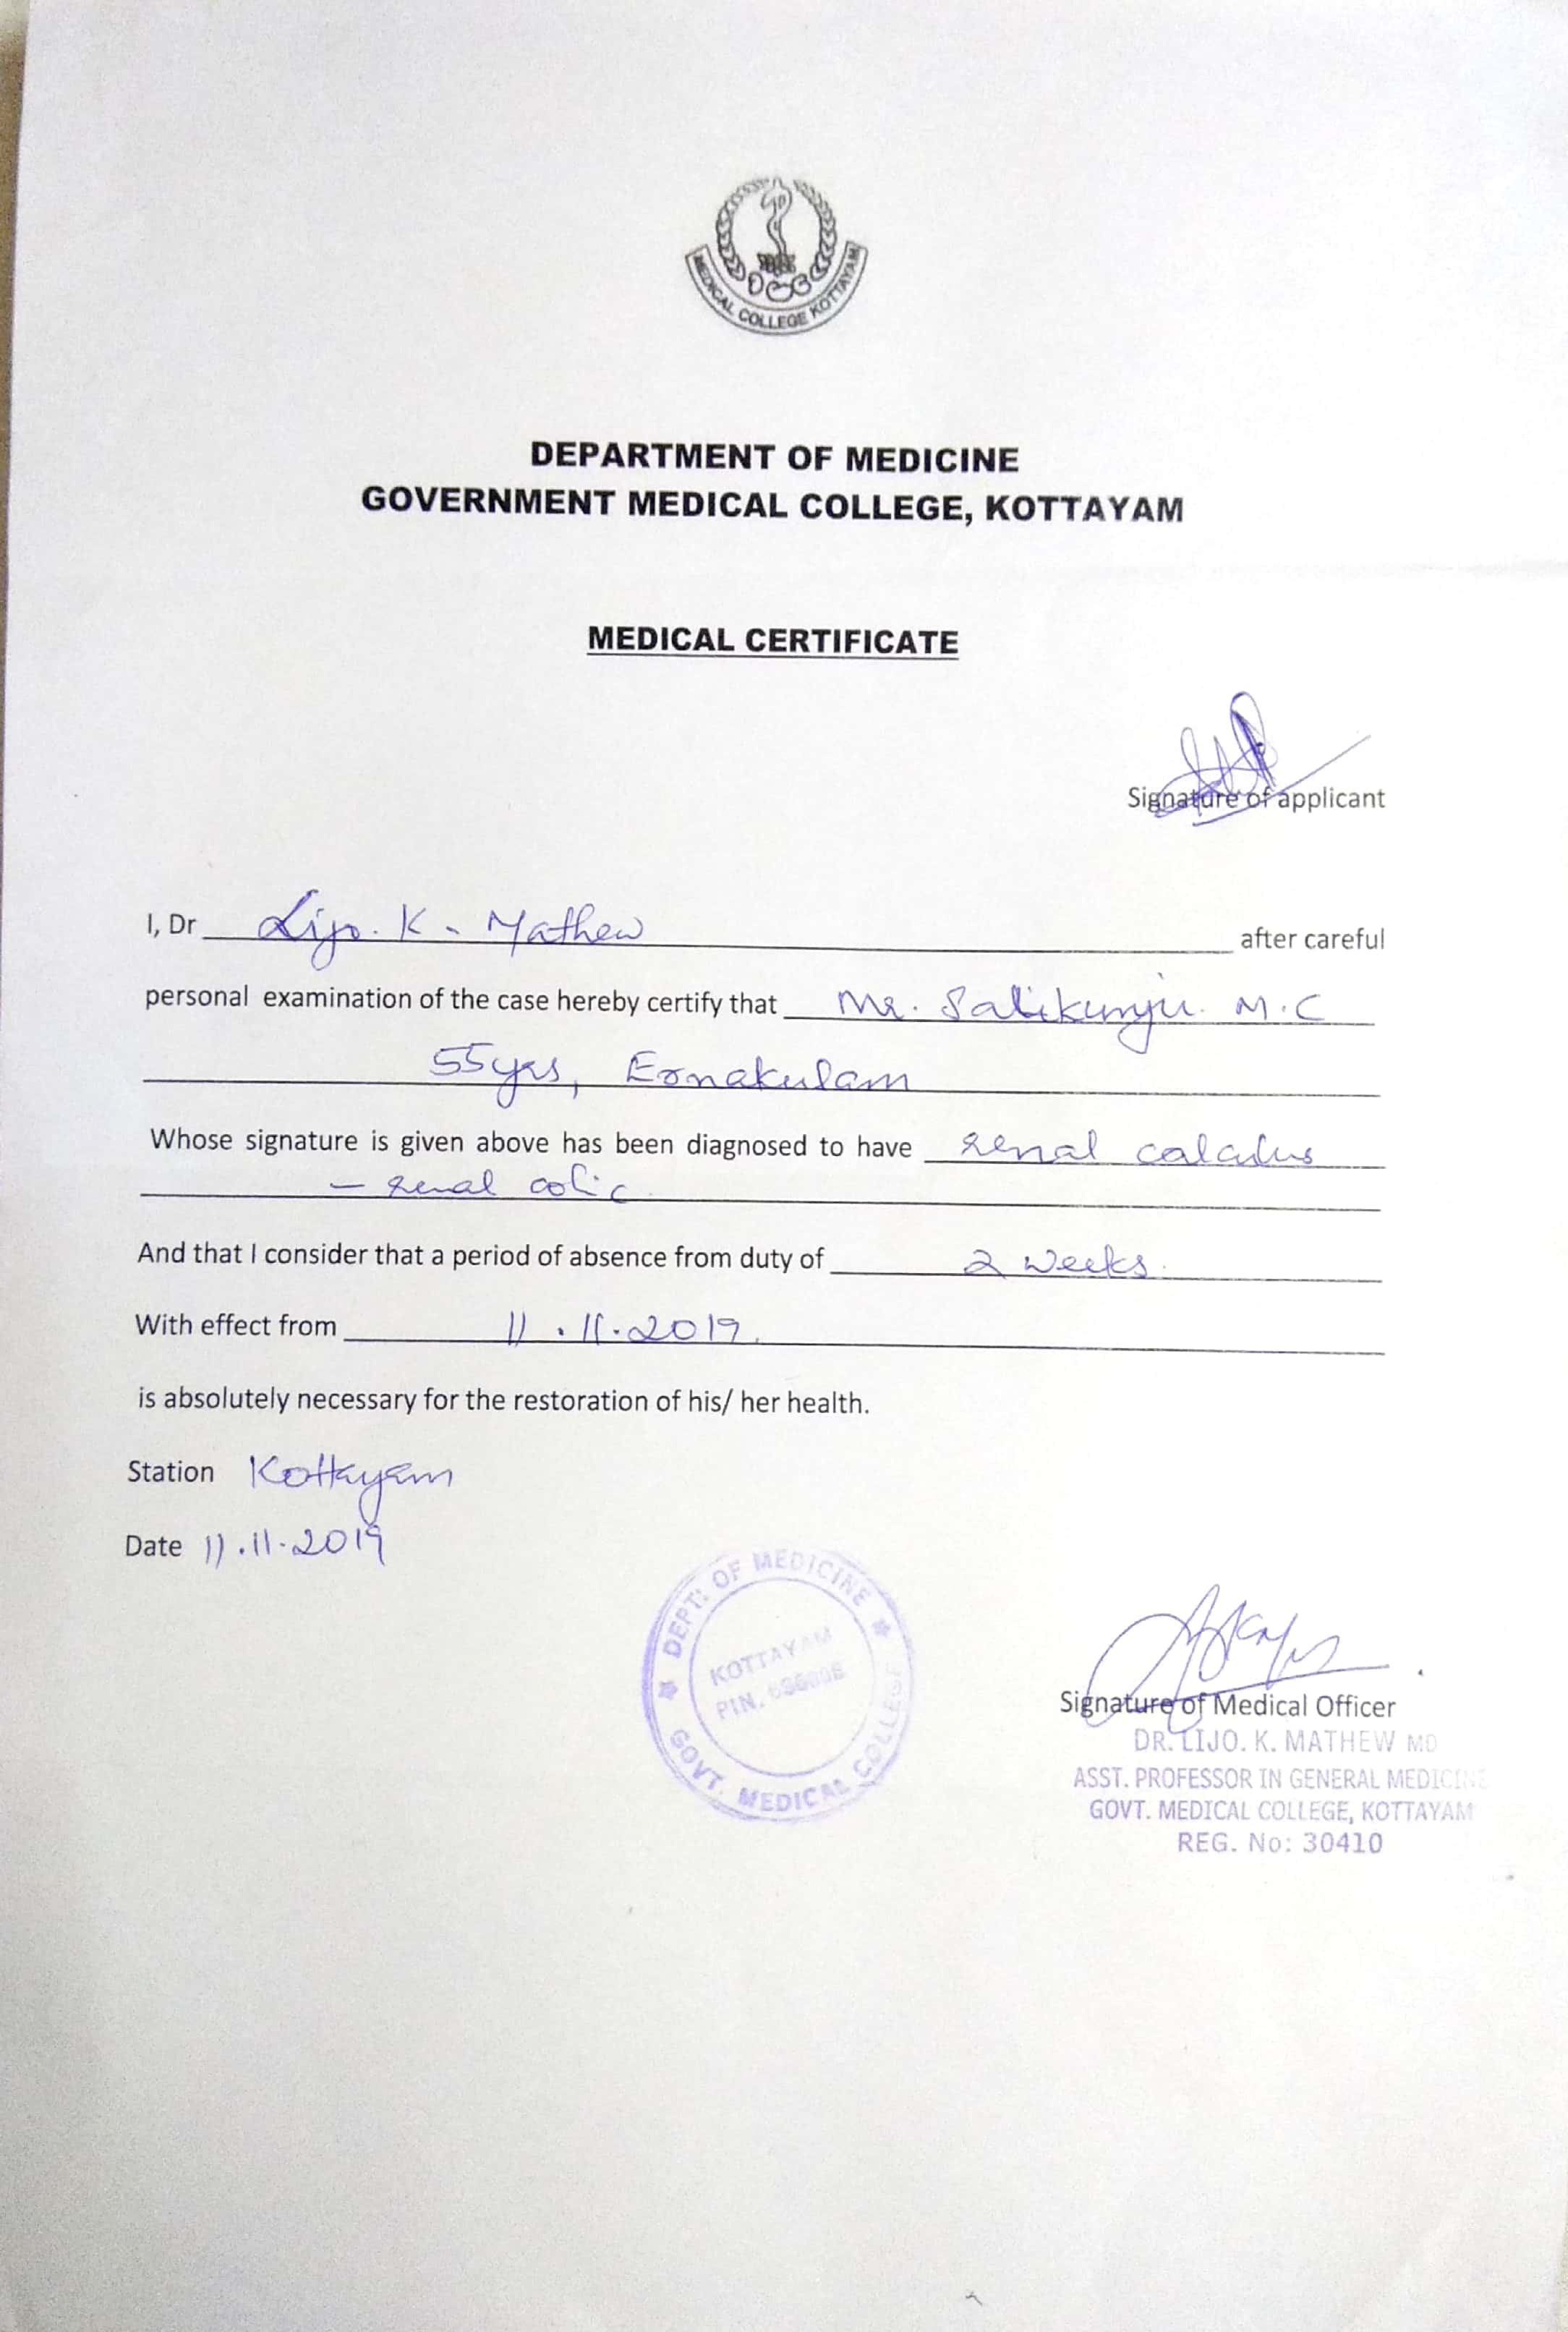 MEDICAL COLLEGE KOTTAYAM
DEPARTMENT OF MEDICINE
GOVERNMENT MEDICAL COLLEGE, KOTTAYAM
MEDICAL CERTIFICATE
Signature of applicant
I, Dr Lijo. K. Mathew after careful
personal examination of the case hereby certify that Mr. Salikunju. M.C
55yrs, Ernakulam
Whose signature is given above has been diagnosed to have renal calculus
– renal colic
And that I consider that a period of absence from duty of 2 weeks.
With effect from 11.11.2019.
is absolutely necessary for the restoration of his/ her health.
Station Kottayam
Date 11.11.2019
DEPT: OF MEDICINE
KOTTAYAM
PIN.
GOVT. MEDICAL COLLEGE
Signature of Medical Officer
DR. LIJO. K. MATHEW MD
ASST. PROFESSOR IN GENERAL MEDICINE
GOVT. MEDICAL COLLEGE, KOTTAYAM
REG. No: 30410